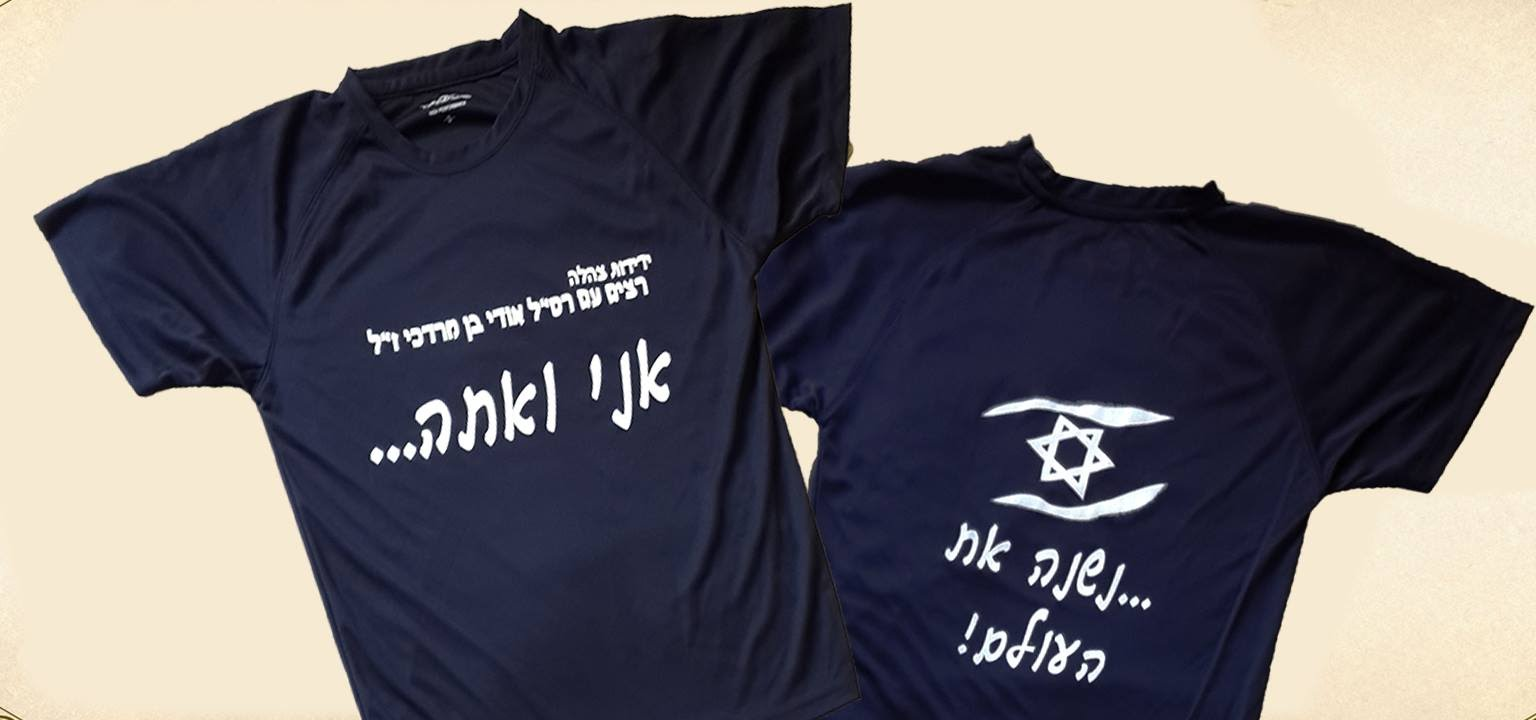 ידידות צהלה
רצים עם רס״ל אודי בן מרדכי ז״ל
אני ואתה...
...נשנה את
העולם!